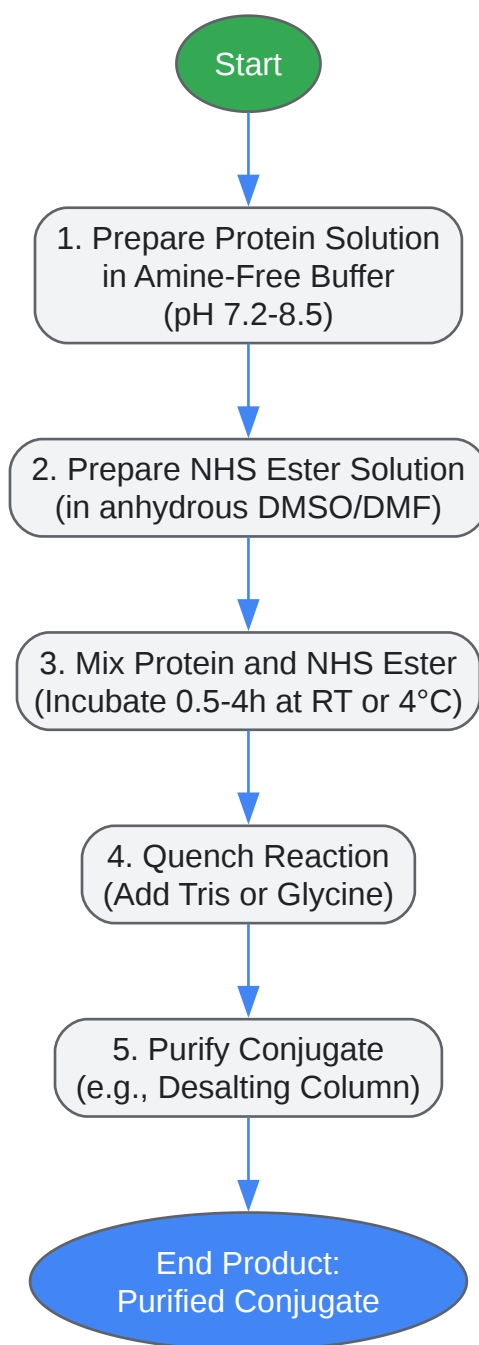 Start
1. Prepare Protein Solution
in Amine-Free Buffer
(pH 7.2-8.5)
2. Prepare NHS Ester Solution
(in anhydrous DMSO/DMF)
3. Mix Protein and NHS Ester
(Incubate 0.5-4h at RT or 4°C)
4. Quench Reaction
(Add Tris or Glycine)
5. Purify Conjugate
(e.g., Desalting Column)
End Product:
Purified Conjugate